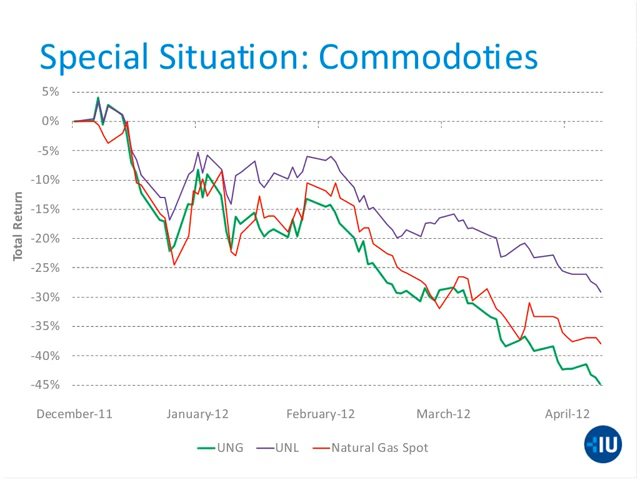 Special Situation: Commodoties
5%
0%
-5%
-10%
-15%
-20%
-25%
-30%
-35%
-40%
-45%
Total Return
December-11 January-12 February-12 March-12 April-12
UNG UNL Natural Gas Spot
IU